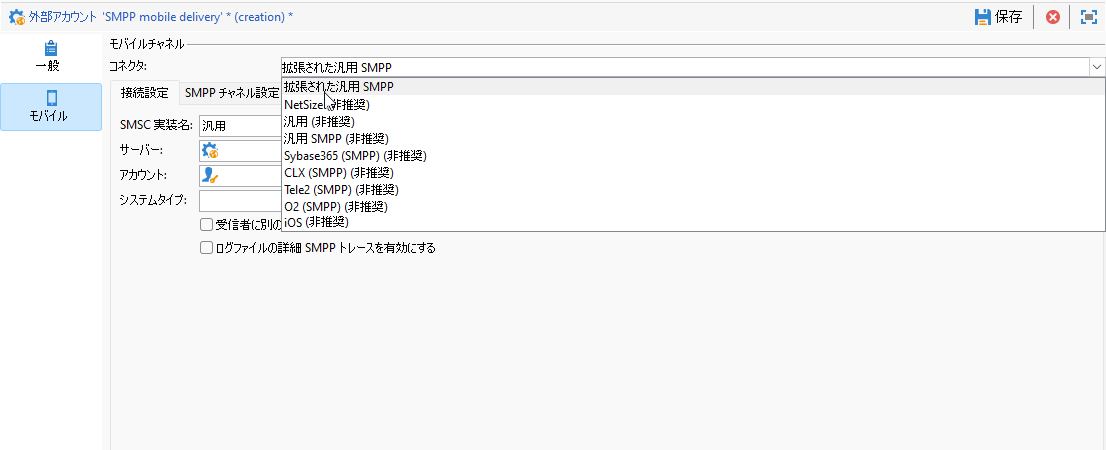 外部アカウント 'SMPP mobile delivery' * (creation) *
保存
一般
モバイル
モバイルチャネル
コネクタ:
拡張された汎用 SMPP
拡張された汎用 SMPP
NetSize 非推奨)
汎用 (非推奨)
汎用 SMPP (非推奨)
Sybase365 (SMPP) (非推奨)
CLX (SMPP) (非推奨)
Tele2 (SMPP) (非推奨)
O2 (SMPP) (非推奨)
iOS (非推奨)
接続設定
SMPP チャネル設定
SMSC 実装名: 汎用
サーバー:
アカウント:
システムタイプ:
受信者に別の
ログファイルの詳細 SMPP トレースを有効にする